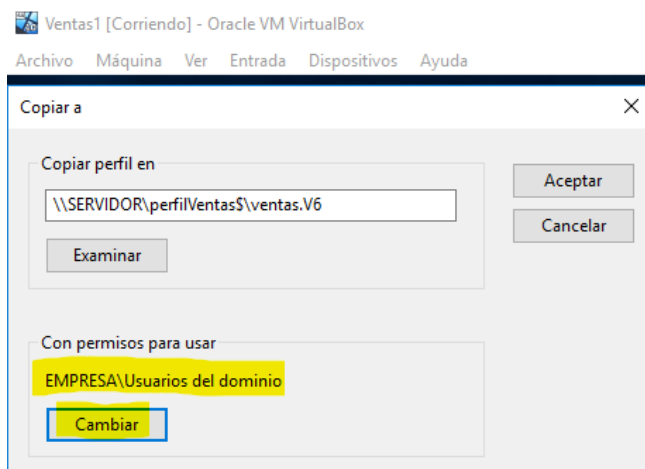 Ventas1 [Corriendo] - Oracle VM VirtualBox
Archivo Máquina Ver Entrada Dispositivos Ayuda
Copiar a
Copiar perfil en
\\SERVIDOR\perfilVentas$\ventas.V6
Aceptar
Cancelar
Examinar
Con permisos para usar
EMPRESA\Usuarios del dominio
Cambiar